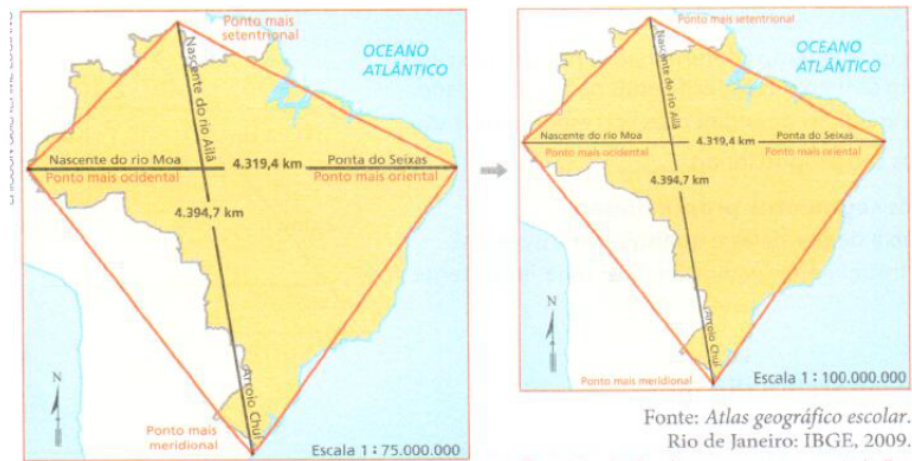 Ponto mais
setentrional
OCEANO
ATLÂNTICO
Nascente do rio Ailã
Nascente do rio Moa
4.319,4 km
Ponta do Seixas
Ponto mais ocidental
Ponto mais oriental
4.394,7 km
N
Arroio Chuí
Ponto mais
meridional
Escala 1 : 75.000.000
Ponto mais setentrional
OCEANO
ATLÂNTICO
Nascente do rio Ailã
Nascente do rio Moa
4.319,4 km
Ponta do Seixas
Ponto mais ocidental
Ponto mais oriental
4.394,7 km
N
Arroio Chuí
Ponto mais meridional
Escala 1 : 100.000.000
Fonte: Atlas geográfico escolar.
Rio de Janeiro: IBGE, 2009.